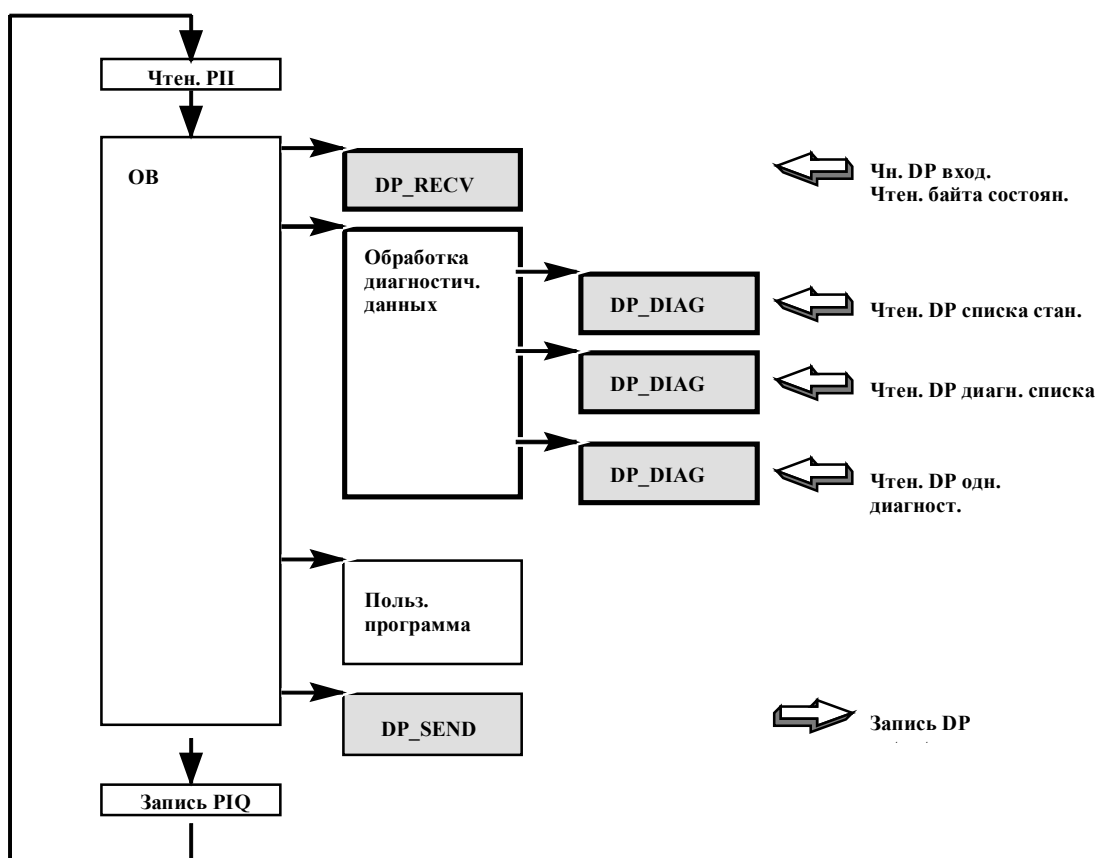 Чтен. PII
OB
DP_RECV
Чн. DP вход.
Чтен. байта состоян.
Обработка
диагностич.
данных
DP_DIAG
Чтен. DP списка стан.
DP_DIAG
Чтен. DP диагн. списка
DP_DIAG
Чтен. DP одн.
диагност.
Польз.
программа
DP_SEND
Запись DP
Запись PIQ